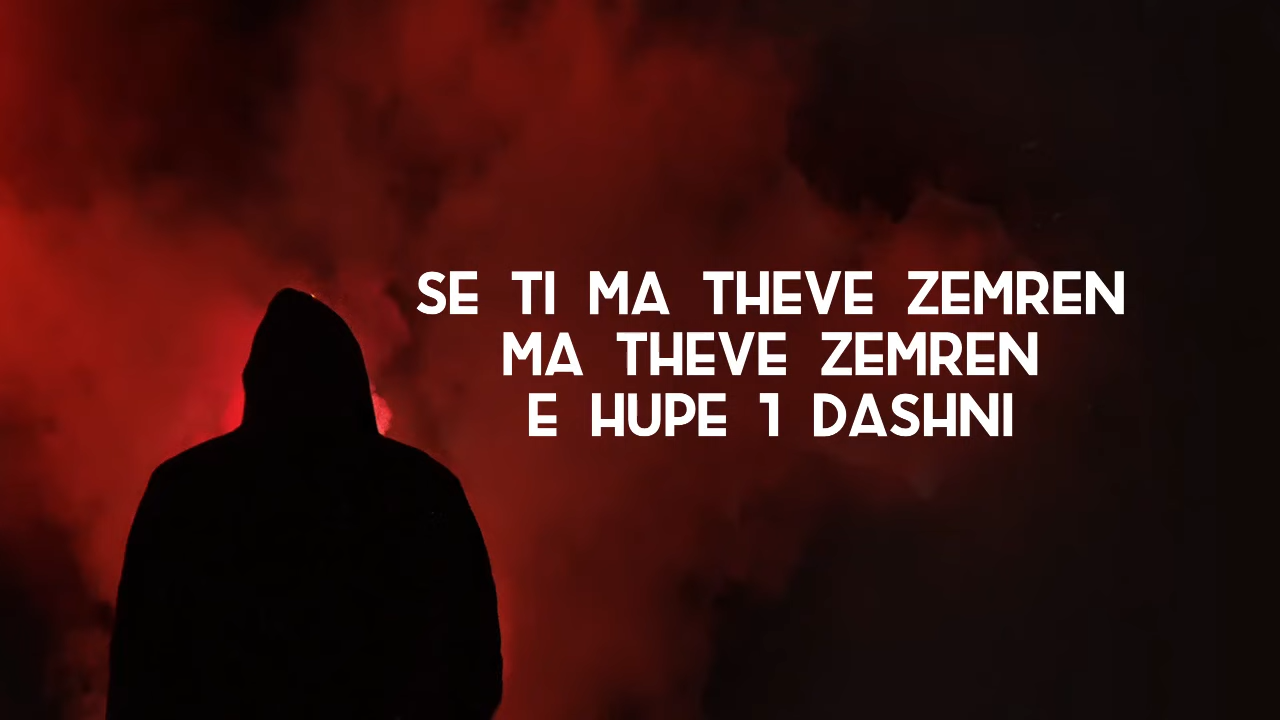 SE TI MA THEVE ZEMREN
MA THEVE ZEMREN
E HUPE 1 DASHNI